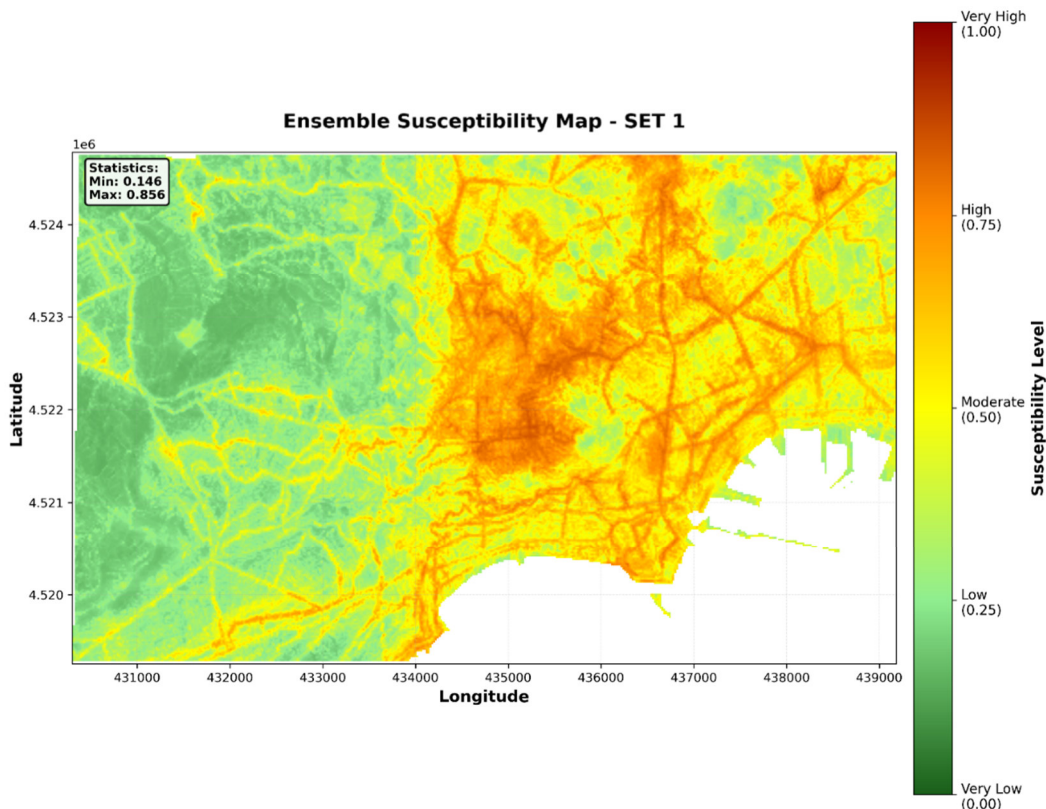 Ensemble Susceptibility Map - SET 1
1e6
Statistics:
Min: 0.146
Max: 0.856
4.524
4.523
4.522
4.521
4.520
Latitude
431000 432000 433000 434000 435000 436000 437000 438000 439000
Longitude
Very High
(1.00)
High
(0.75)
Moderate
(0.50)
Low
(0.25)
Very Low
(0.00)
Susceptibility Level